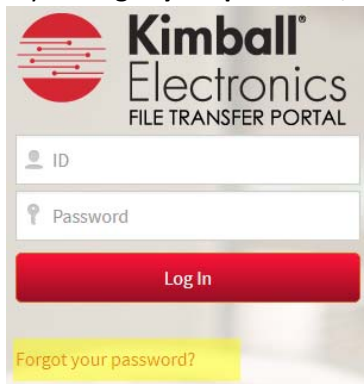 Kimball®
Electronics
FILE TRANSFER PORTAL
ID
Password
Log In
Forgot your password?